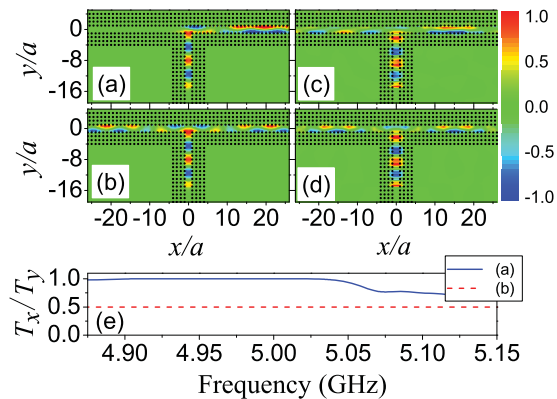 y/a
0
-8
-16
(a)
(c)
1.0
0.5
0.0
-0.5
-1.0
y/a
0
-8
-16
(b)
(d)
-20 -10 0 10 20 -20 -10 0 10 20
x/a x/a
Tx/Ty
1.0
0.5
0.0
(e)
(a)
(b)
4.90 4.95 5.00 5.05 5.10 5.15
Frequency (GHz)